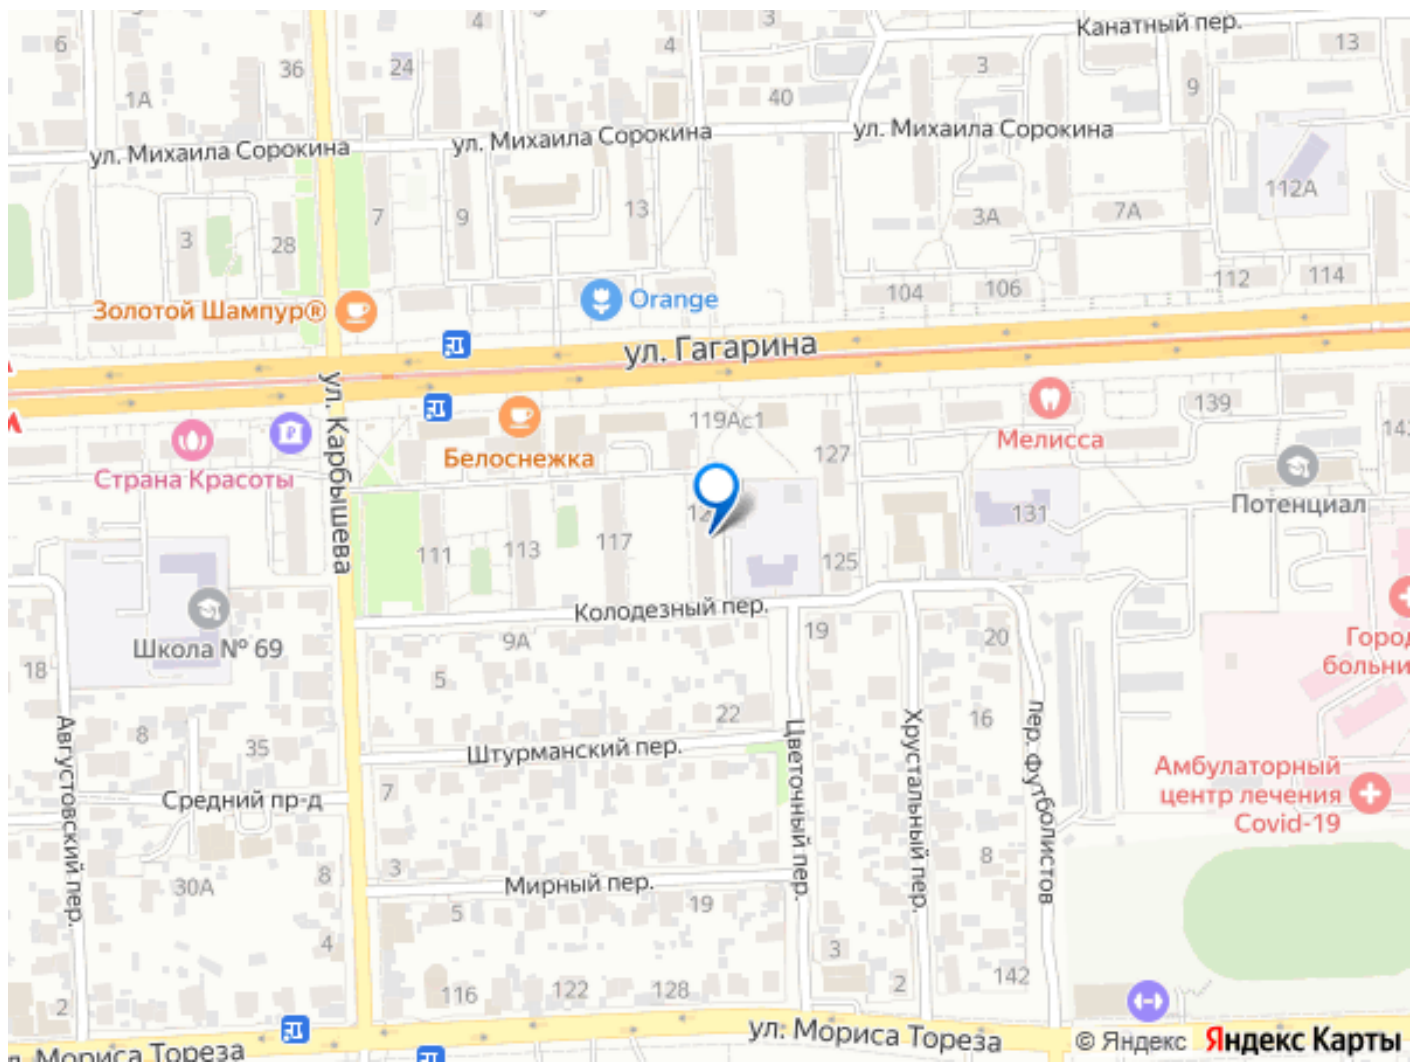 Канатный пер.
6
4
4
3
13
36
24
3
1А
40
9
ул. Михаила Сорокина
ул. Михаила Сорокина
ул. Михаила Сорокина
112А
7
9
13
3А
7А
3
28
112
114
104
106
Золотой Шампур®
Orange
ул. Гагарина
ул. Карбышева
139
119Ас1
Мелисса
Белоснежка
127
Страна Красоты
Потенциал
131
111
113
117
125
Колодезный пер.
Школа № 69
9А
19
20
18
5
22
16
8
35
Штурманский пер.
Августовский пер.
Цветочный пер.
Хрустальный пер.
пер. Футболистов
Амбулаторный
центр лечения
Covid-19
Средний пр-д
7
3
8
8
30А
Мирный пер.
5
19
4
3
2
142
2
116
122
128
ул. Мориса Тореза
Мориса Тореза
© Яндекс Яндекс Карты